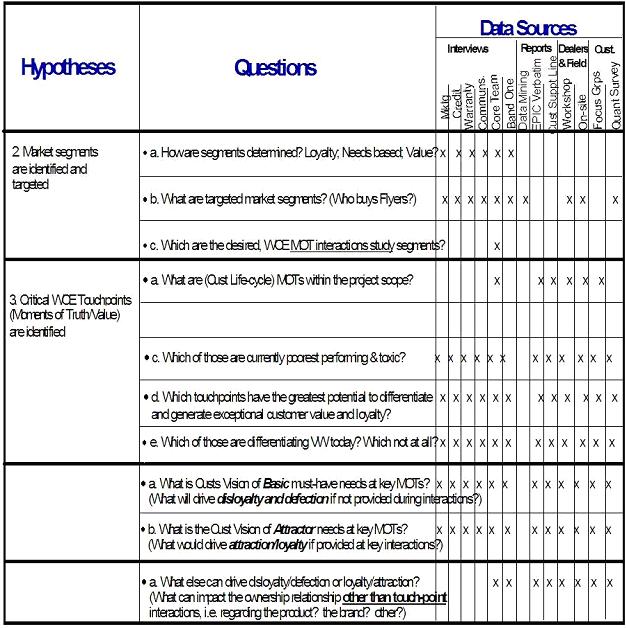 Data Sources
Hypotheses
Questions
Interviews
Reports
Dealers
& Field
Cust.
Mktg
Credit
Warranty
Communs.
Core Team
Band One
Data Mining
EPIC Verbatim
Cust Suppt Line
Workshop
On-site
Focus Grps
Quant Survey
2. Market segments
are identified and
targeted
• a. How are segments determined? Loyalty; Needs based; Value? x x x x x x
• b. What are targeted market segments? (Who buys Flyers?) x x x x x x x x x x
• c. Which are the desired, WCE MOT interactions study segments? x
3. Critical WCE Touchpoints
(Moments of Truth/Value)
are identified
• a. What are (Cust Life-cycle) MOTs within the project scope? x x x x x x
• c. Which of those are currently poorest performing & toxic? x x x x x x x x x x x x
• d. Which touchpoints have the greatest potential to differentiate x x x x x x x x x x x x
and generate exceptional customer value and loyalty?
• e. Which of those are differentiating VW today? Which not at all? x x x x x x x x x x x x
• a. What is Custs Vision of Basic must-have needs at key MOTs? x x x x x x x x x x x x
(What will drive disloyalty and defection if not provided during interactions?)
• b. What is the Cust Vision of Attractor needs at key MOTs? x x x x x x x x x x x x
(What would drive attraction/loyalty if provided at key interactions?)
• a. What else can drive disloyalty/defection or loyalty/attraction? x x x x x x x x
(What can impact the ownership relationship other than touch-point
interactions, i.e. regarding the product? the brand? other?)